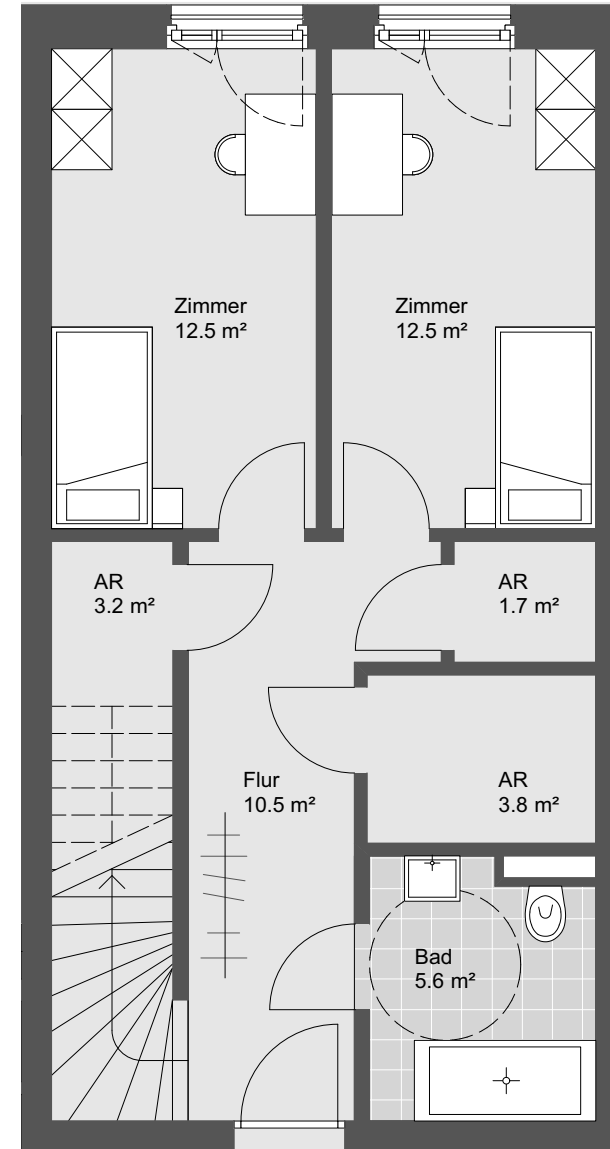 Zimmer
12.5 m²
Zimmer
12.5 m²
AR
3.2 m²
AR
1.7 m²
Flur
10.5 m²
AR
3.8 m²
Bad
5.6 m²